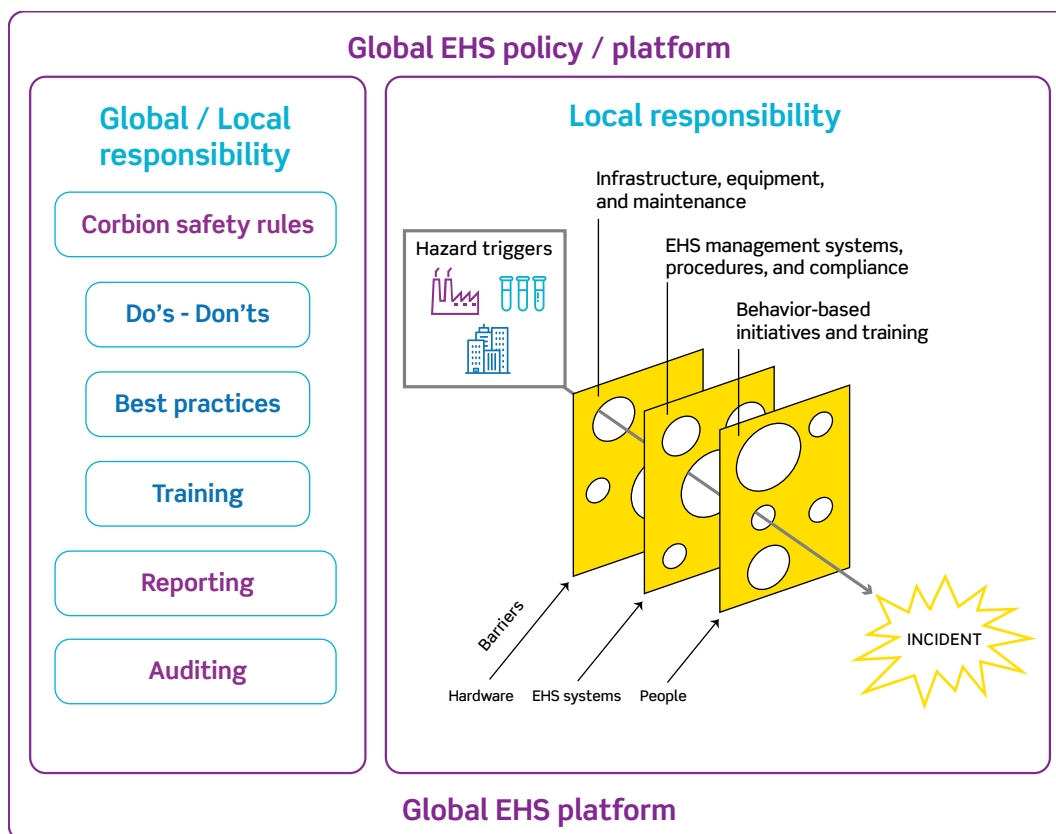 Global EHS policy / platform
Global / Local
responsibility
Corbion safety rules
Do’s - Don’ts
Best practices
Training
Reporting
Auditing
Local responsibility
Infrastructure, equipment,
and maintenance
EHS management systems,
procedures, and compliance
Behavior-based
initiatives and training
Hazard triggers
Barriers
Hardware
EHS systems
People
INCIDENT
Global EHS platform